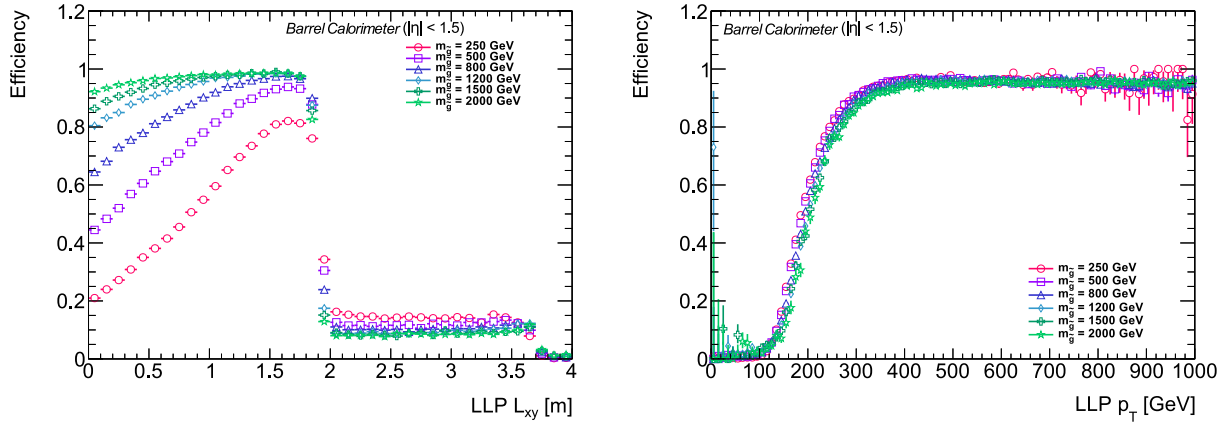 Barrel Calorimeter (|η| < 1.5)
m_g̃ = 250 GeV
m_g̃ = 500 GeV
m_g̃ = 800 GeV
m_g̃ = 1200 GeV
m_g̃ = 1500 GeV
m_g̃ = 2000 GeV
Efficiency
1.2
1
0.8
0.6
0.4
0.2
0
0 0.5 1 1.5 2 2.5 3 3.5 4
LLP L_xy [m]
Barrel Calorimeter (|η| < 1.5)
Efficiency
1.2
1
0.8
0.6
0.4
0.2
0
m_g̃ = 250 GeV
m_g̃ = 500 GeV
m_g̃ = 800 GeV
m_g̃ = 1200 GeV
m_g̃ = 1500 GeV
m_g̃ = 2000 GeV
0 100 200 300 400 500 600 700 800 900 1000
LLP p_T [GeV]